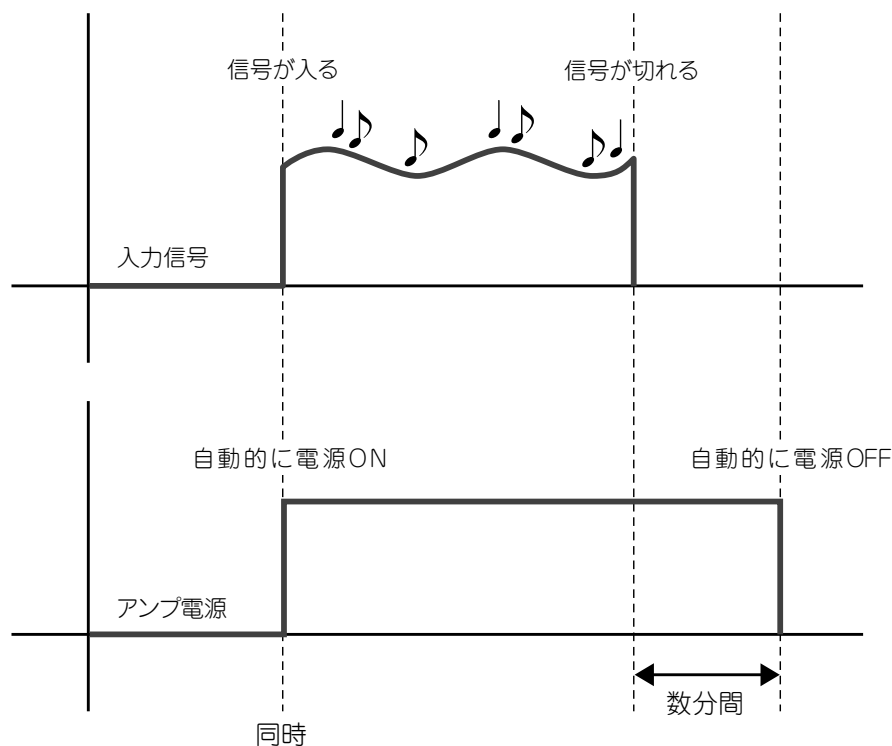 信号が入る
信号が切れる
入力信号
自動的に電源ON
自動的に電源OFF
アンプ電源
数分間
同時